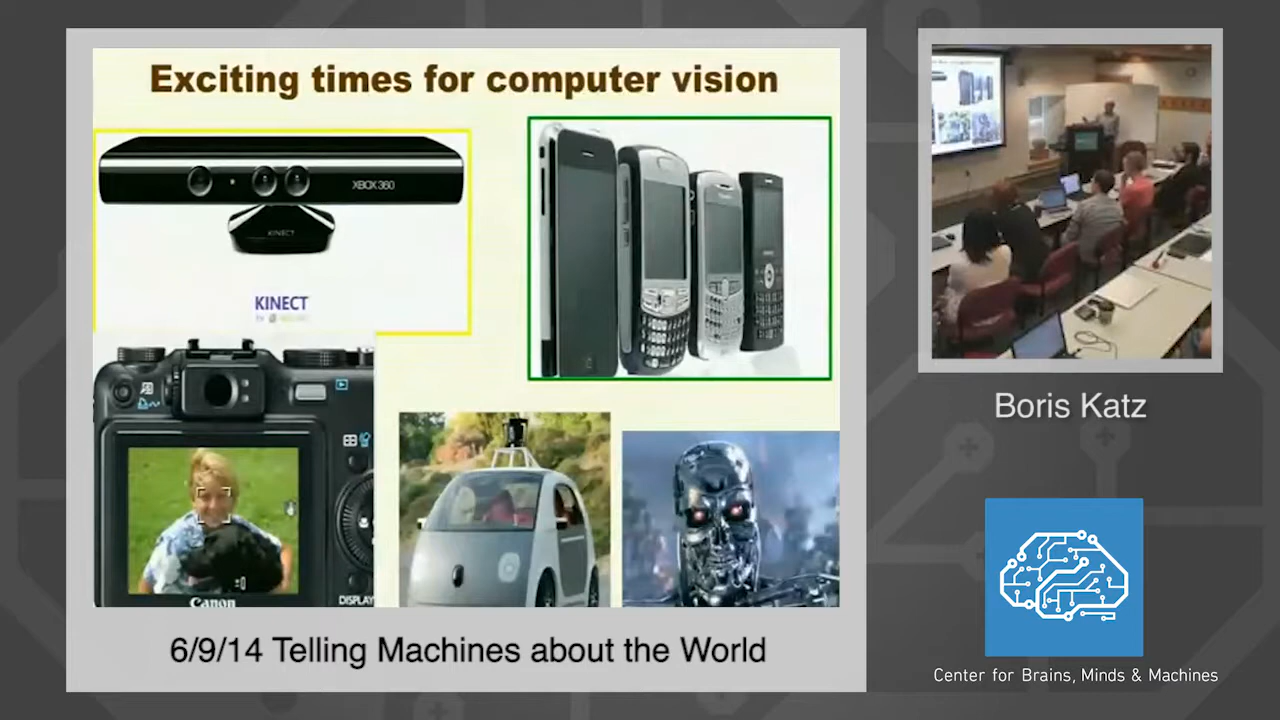 Exciting times for computer vision
XBOX 360
KINECT
KINECT
Canon
DISPLAY
6/9/14 Telling Machines about the World
Boris Katz
Center for Brains, Minds & Machines